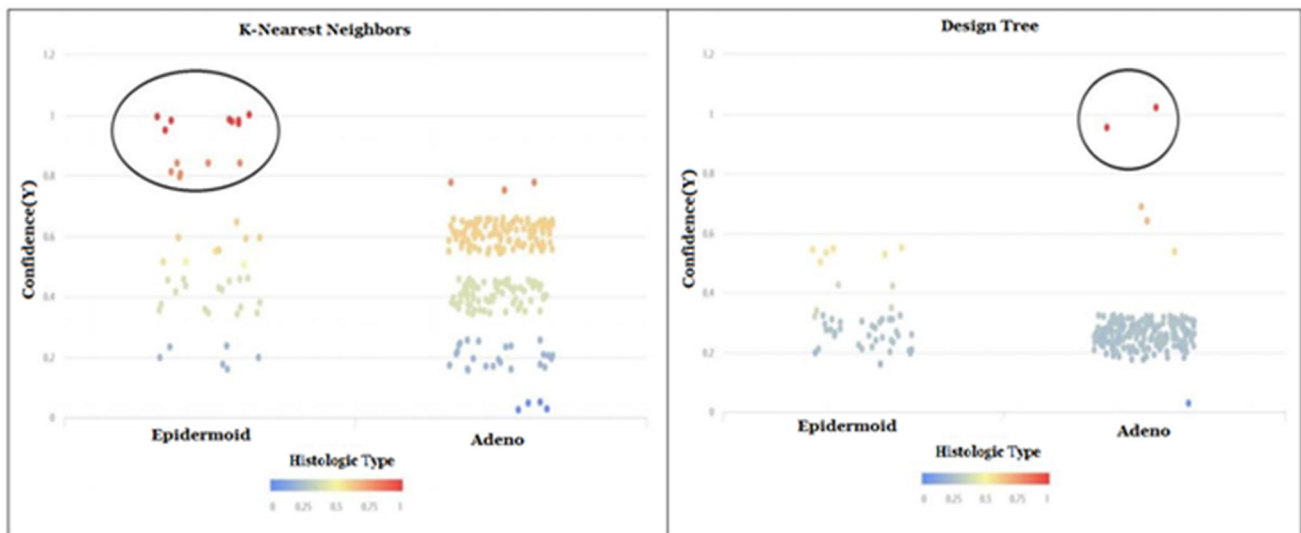 K-Nearest Neighbors
1.2
1
0.8
0.6
0.4
0.2
0
Confidence(Y)
Epidermoid
Adeno
Histologic Type
0 0.25 0.5 0.75 1
Design Tree
1.2
1
0.8
0.6
0.4
0.2
0
Confidence(Y)
Epidermoid
Adeno
Histologic Type
0 0.25 0.5 0.75 1